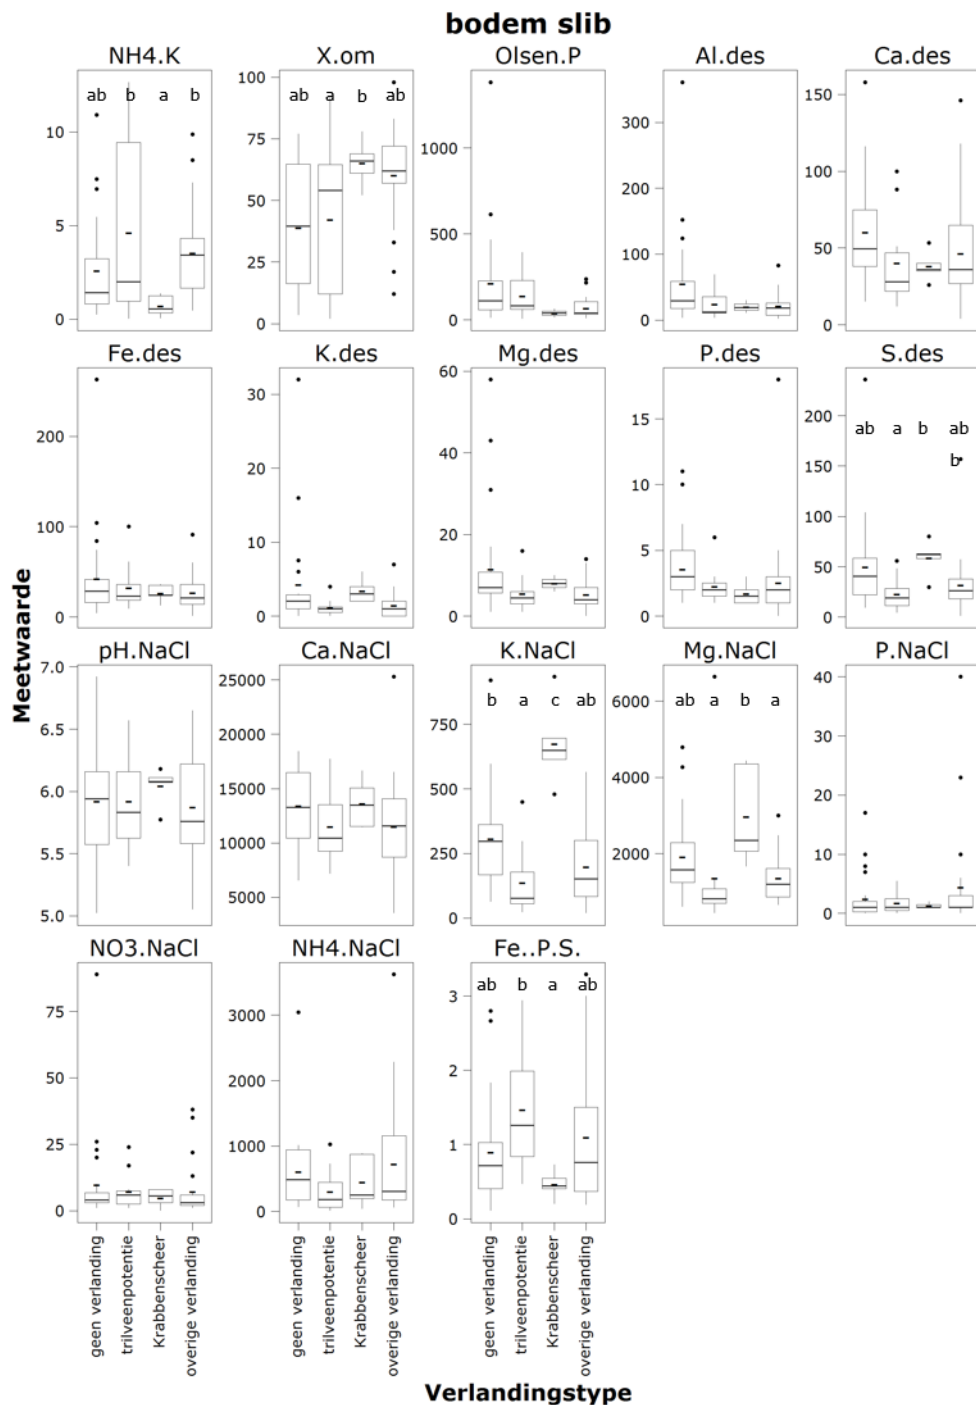 bodem slib
NH4.K X.om Olsen.P Al.des Ca.des
10 5 0
ab b a b
100 75 50 25 0
ab a b ab
1000 500 0
300 200 100 0
150 100 50 0
Fe.des K.des Mg.des P.des S.des
200 100 0
30 20 10 0
60 40 20 0
15 10 5 0
200 150 100 50 0
ab a b ab
b
pH.NaCl Ca.NaCl K.NaCl Mg.NaCl P.NaCl
7.0 6.5 6.0 5.5 5.0
25000 20000 15000 10000 5000
750 500 250 0
b a c ab
6000 4000 2000
ab a b a
40 30 20 10 0
NO3.NaCl NH4.NaCl Fe..P.S.
75 50 25 0
3000 2000 1000 0
3 2 1 0
ab b a ab
geen verlanding trilveenpotentie Krabbenscheer overige verlanding
geen verlanding trilveenpotentie Krabbenscheer overige verlanding
geen verlanding trilveenpotentie Krabbenscheer overige verlanding
Meetwaarde
Verlandingstype